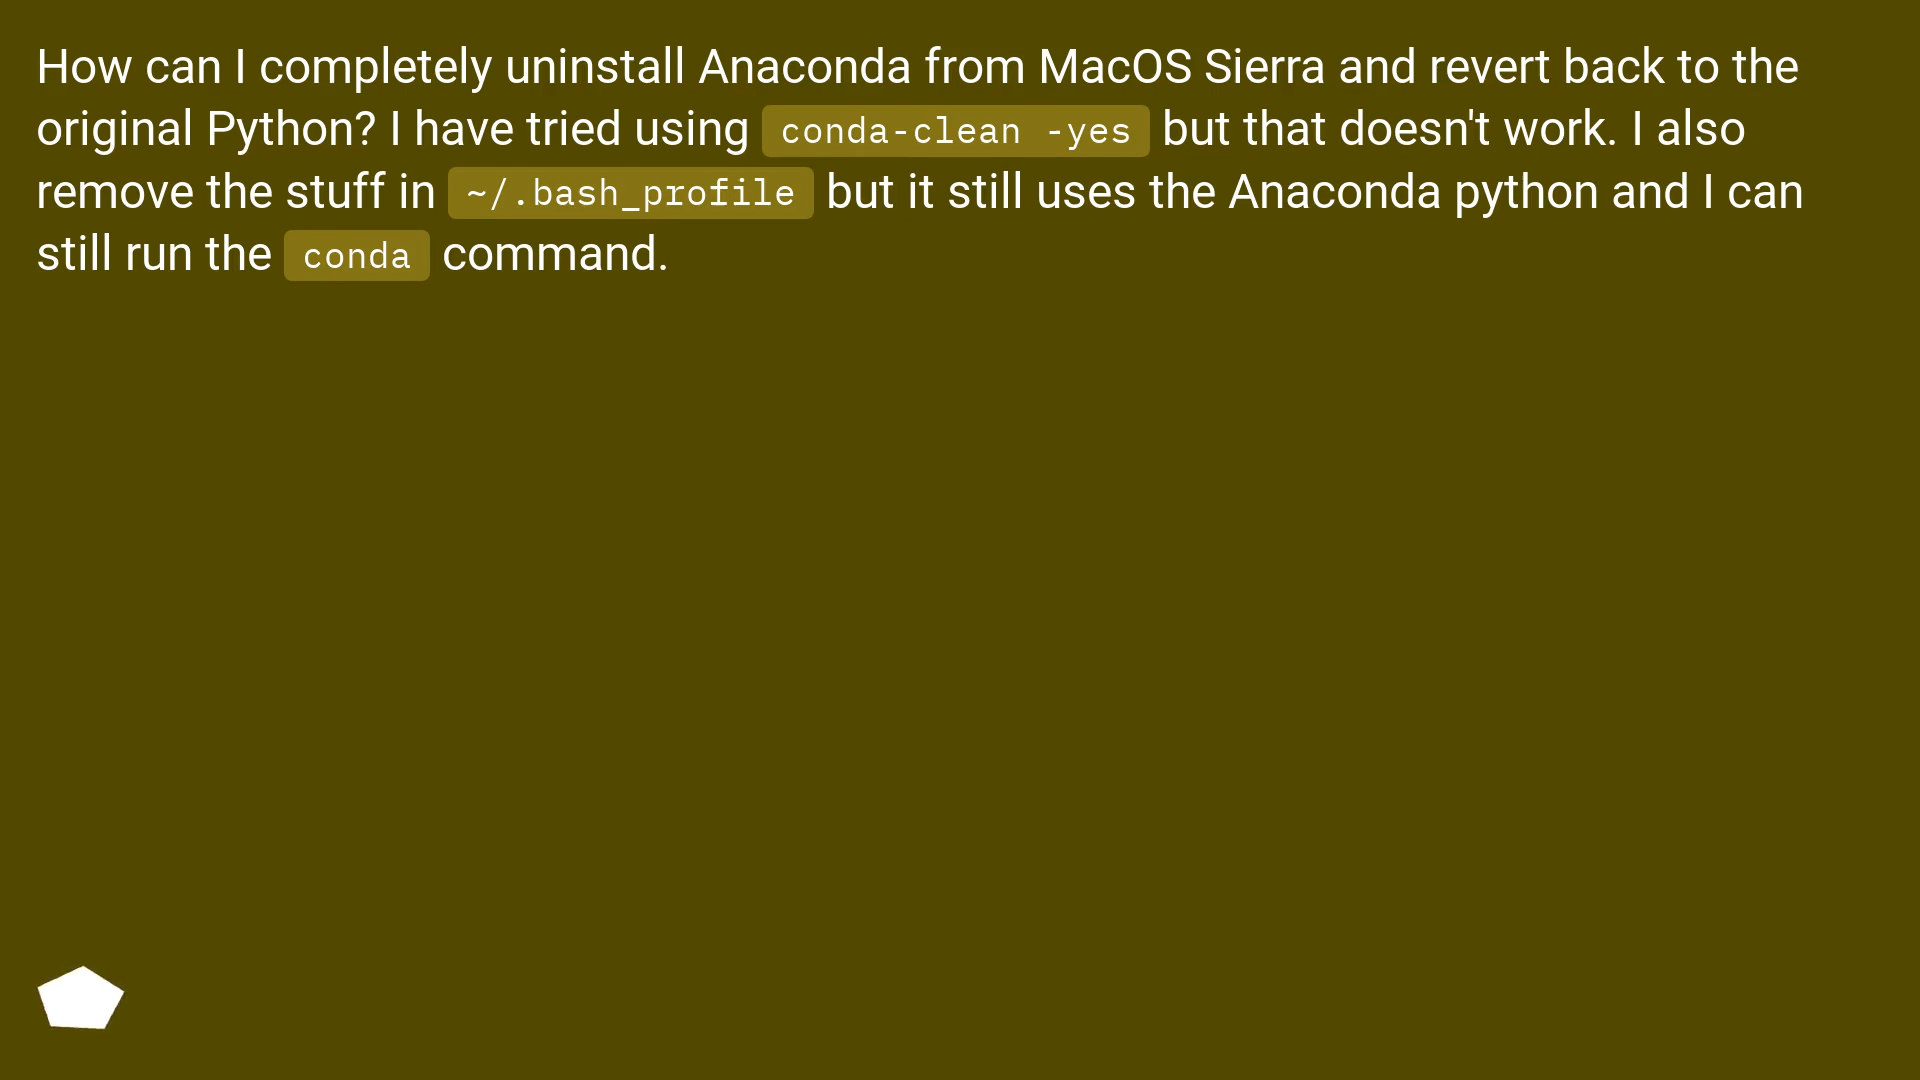 How can I completely uninstall Anaconda from MacOS Sierra and revert back to the
original Python? I have tried using conda-clean -yes but that doesn't work. I also
remove the stuff in ~/.bash_profile but it still uses the Anaconda python and I can
still run the conda command.